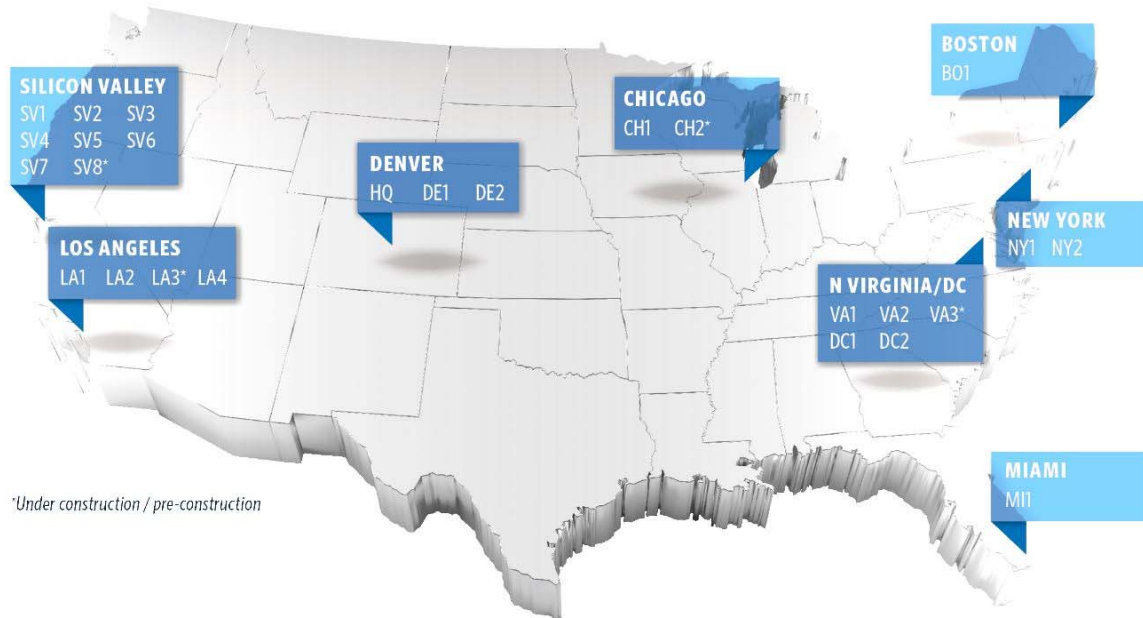 SILICON VALLEY
SV1 SV2 SV3
SV4 SV5 SV6
SV7 SV8*
LOS ANGELES
LA1 LA2 LA3* LA4
DENVER
HQ DE1 DE2
CHICAGO
CH1 CH2*
BOSTON
BO1
NEW YORK
NY1 NY2
N VIRGINIA/DC
VA1 VA2 VA3*
DC1 DC2
MIAMI
MI1
*Under construction / pre-construction